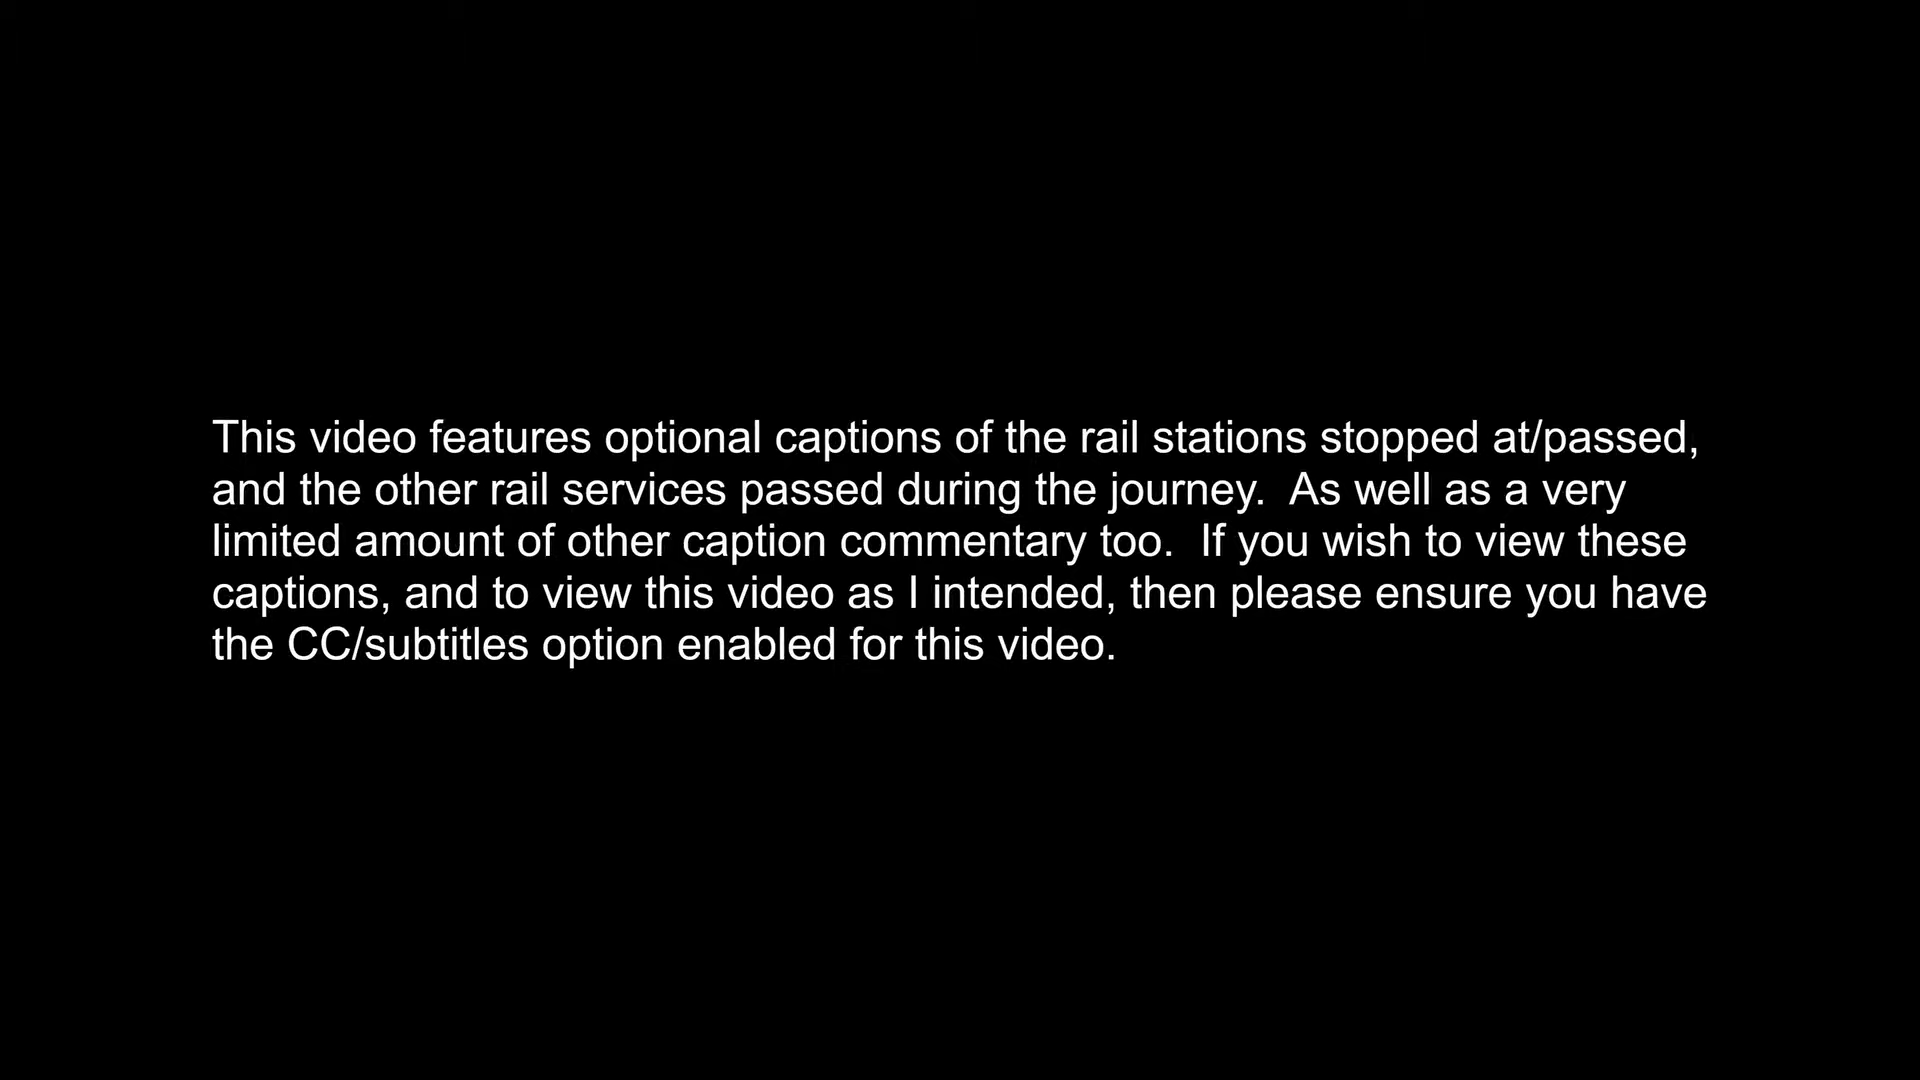 This video features optional captions of the rail stations stopped at/passed,
and the other rail services passed during the journey.  As well as a very
limited amount of other caption commentary too.  If you wish to view these
captions, and to view this video as I intended, then please ensure you have
the CC/subtitles option enabled for this video.